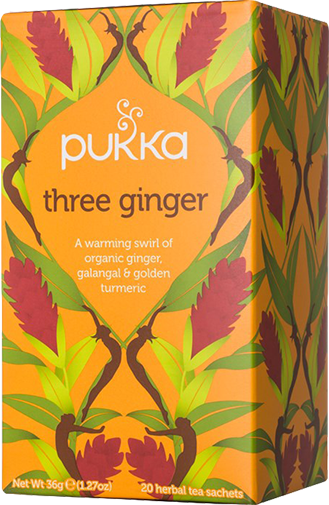 pukka
three ginger
A warming swirl of
organic ginger,
galangal & golden
turmeric
Net Wt 36g ℮ (1.27oz)
20 herbal tea sachets